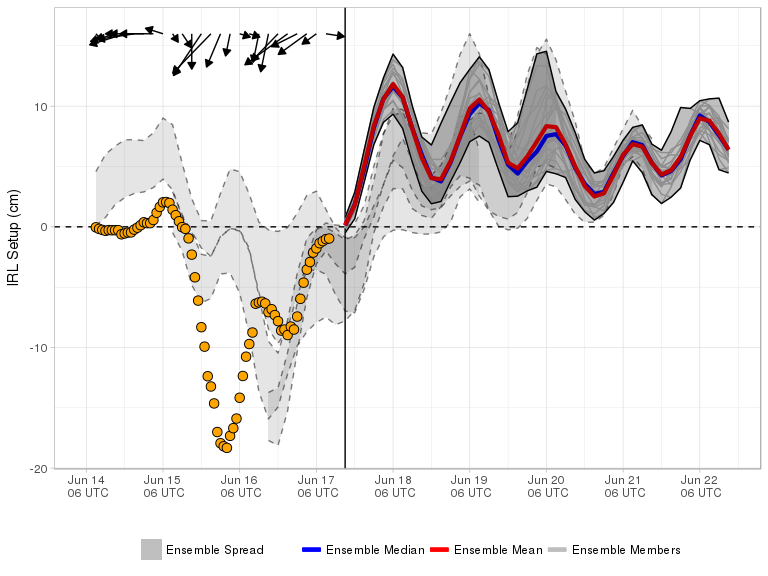 IRL Setup (cm)
10
0
-10
-20
Jun 14 Jun 15 Jun 16 Jun 17 Jun 18 Jun 19 Jun 20 Jun 21 Jun 22
06 UTC 06 UTC 06 UTC 06 UTC 06 UTC 06 UTC 06 UTC 06 UTC 06 UTC
Ensemble Spread Ensemble Median Ensemble Mean Ensemble Members